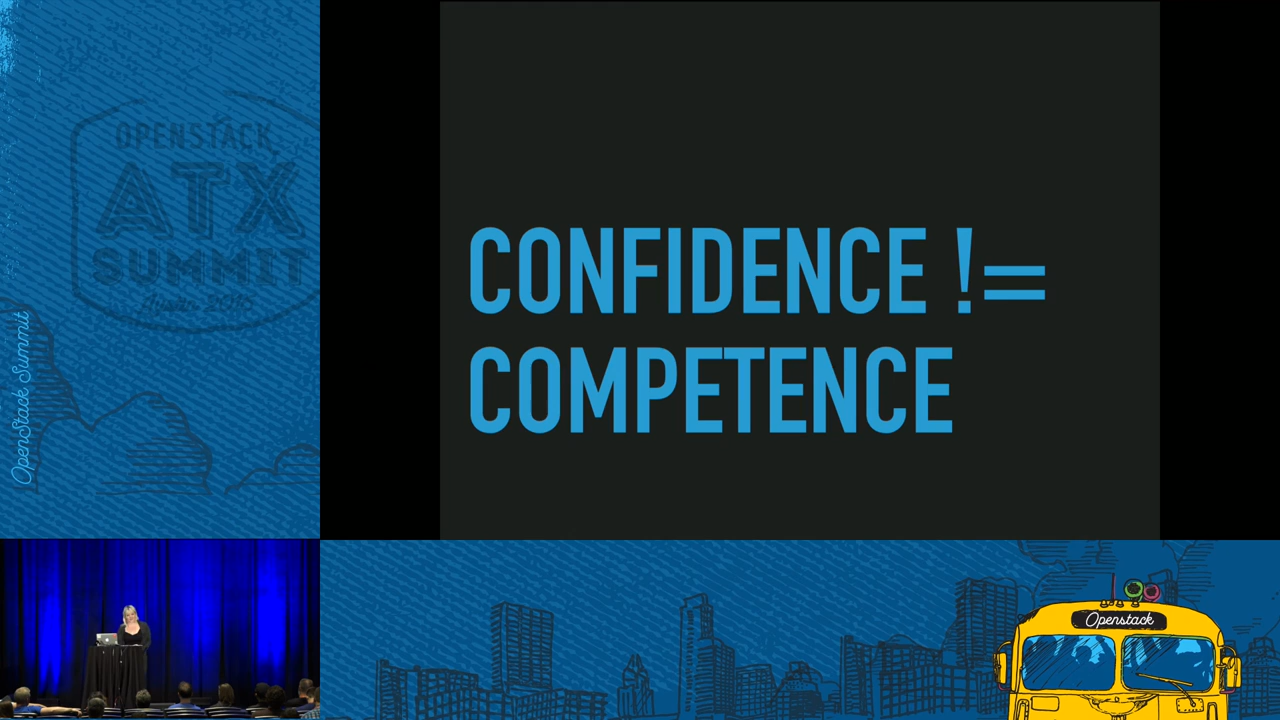 OPENSTACK
ATX
SUMMIT
Austin 2016
OpenStack Summit
CONFIDENCE !=
COMPETENCE
Openstack